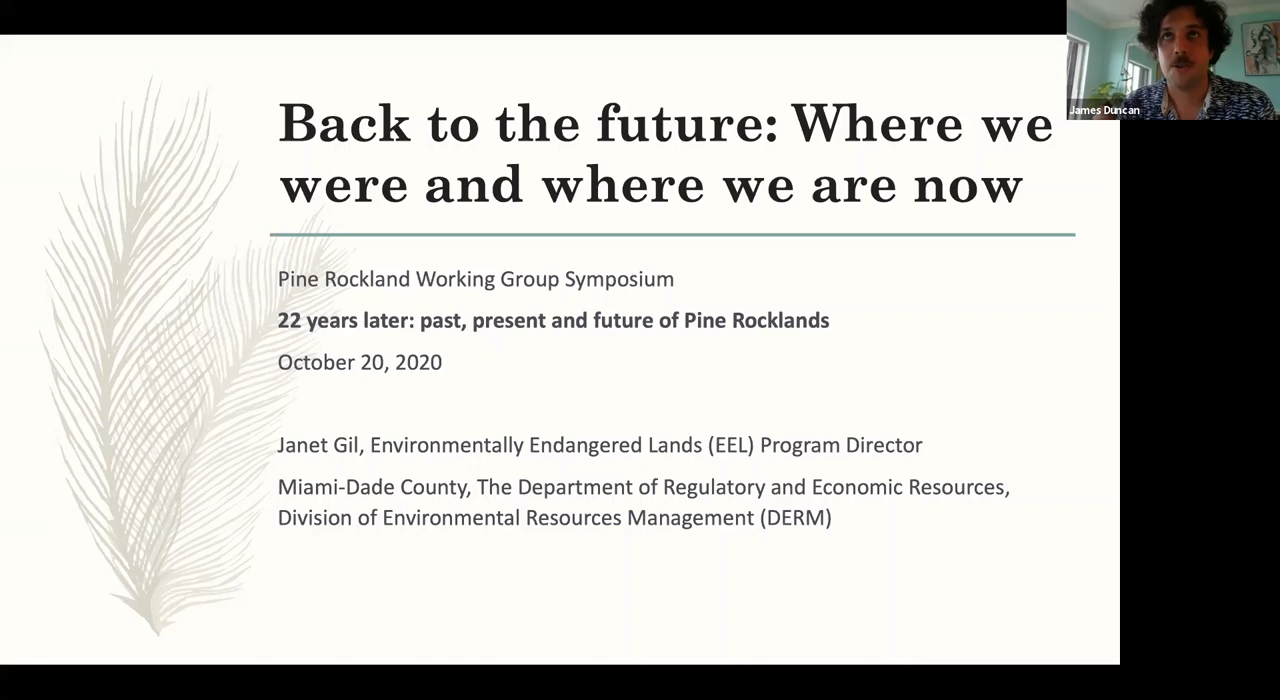 Back to the future: Where we
were and where we are now
Pine Rockland Working Group Symposium
22 years later: past, present and future of Pine Rocklands
October 20, 2020
Janet Gil, Environmentally Endangered Lands (EEL) Program Director
Miami-Dade County, The Department of Regulatory and Economic Resources,
Division of Environmental Resources Management (DERM)
James Duncan